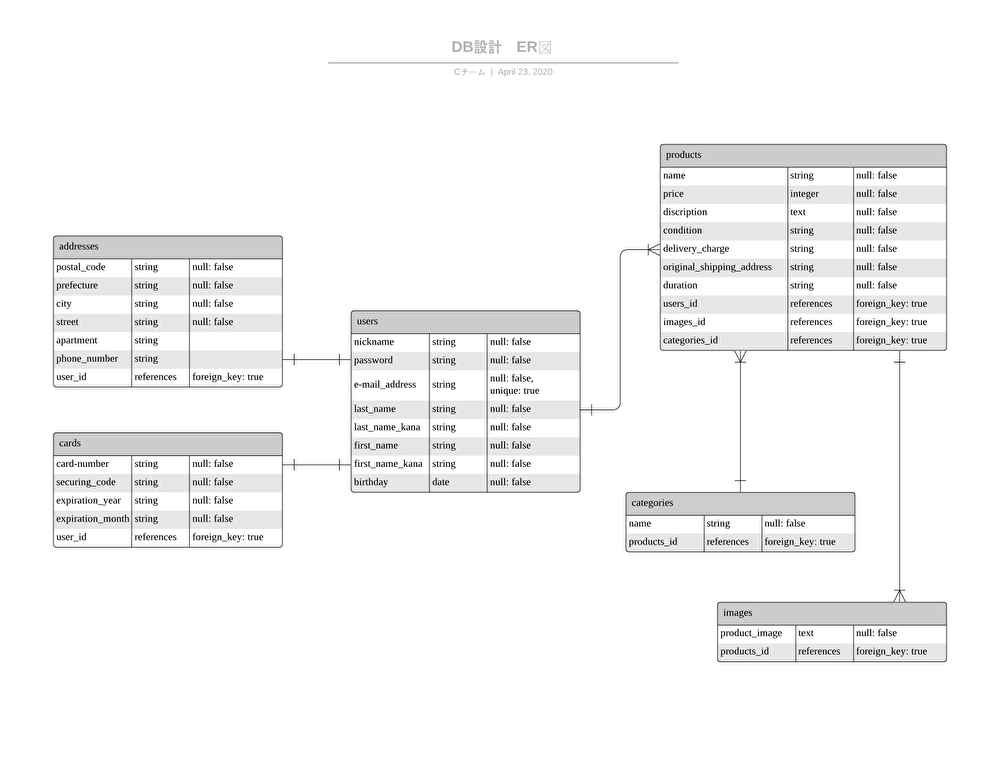 DB設計 ER図
Cチーム | April 23, 2020
products
name string null: false
price integer null: false
discription text null: false
condition string null: false
delivery_charge string null: false
original_shipping_address string null: false
duration string null: false
users_id references foreign_key: true
images_id references foreign_key: true
categories_id references foreign_key: true
addresses
postal_code string null: false
prefecture string null: false
city string null: false
street string null: false
apartment string
phone_number string
user_id references foreign_key: true
users
nickname string null: false
password string null: false
e-mail_address string null: false,
unique: true
last_name string null: false
last_name_kana string null: false
first_name string null: false
first_name_kana string null: false
birthday date null: false
cards
card-number string null: false
securing_code string null: false
expiration_year string null: false
expiration_month string null: false
user_id references foreign_key: true
categories
name string null: false
products_id references foreign_key: true
images
product_image text null: false
products_id references foreign_key: true